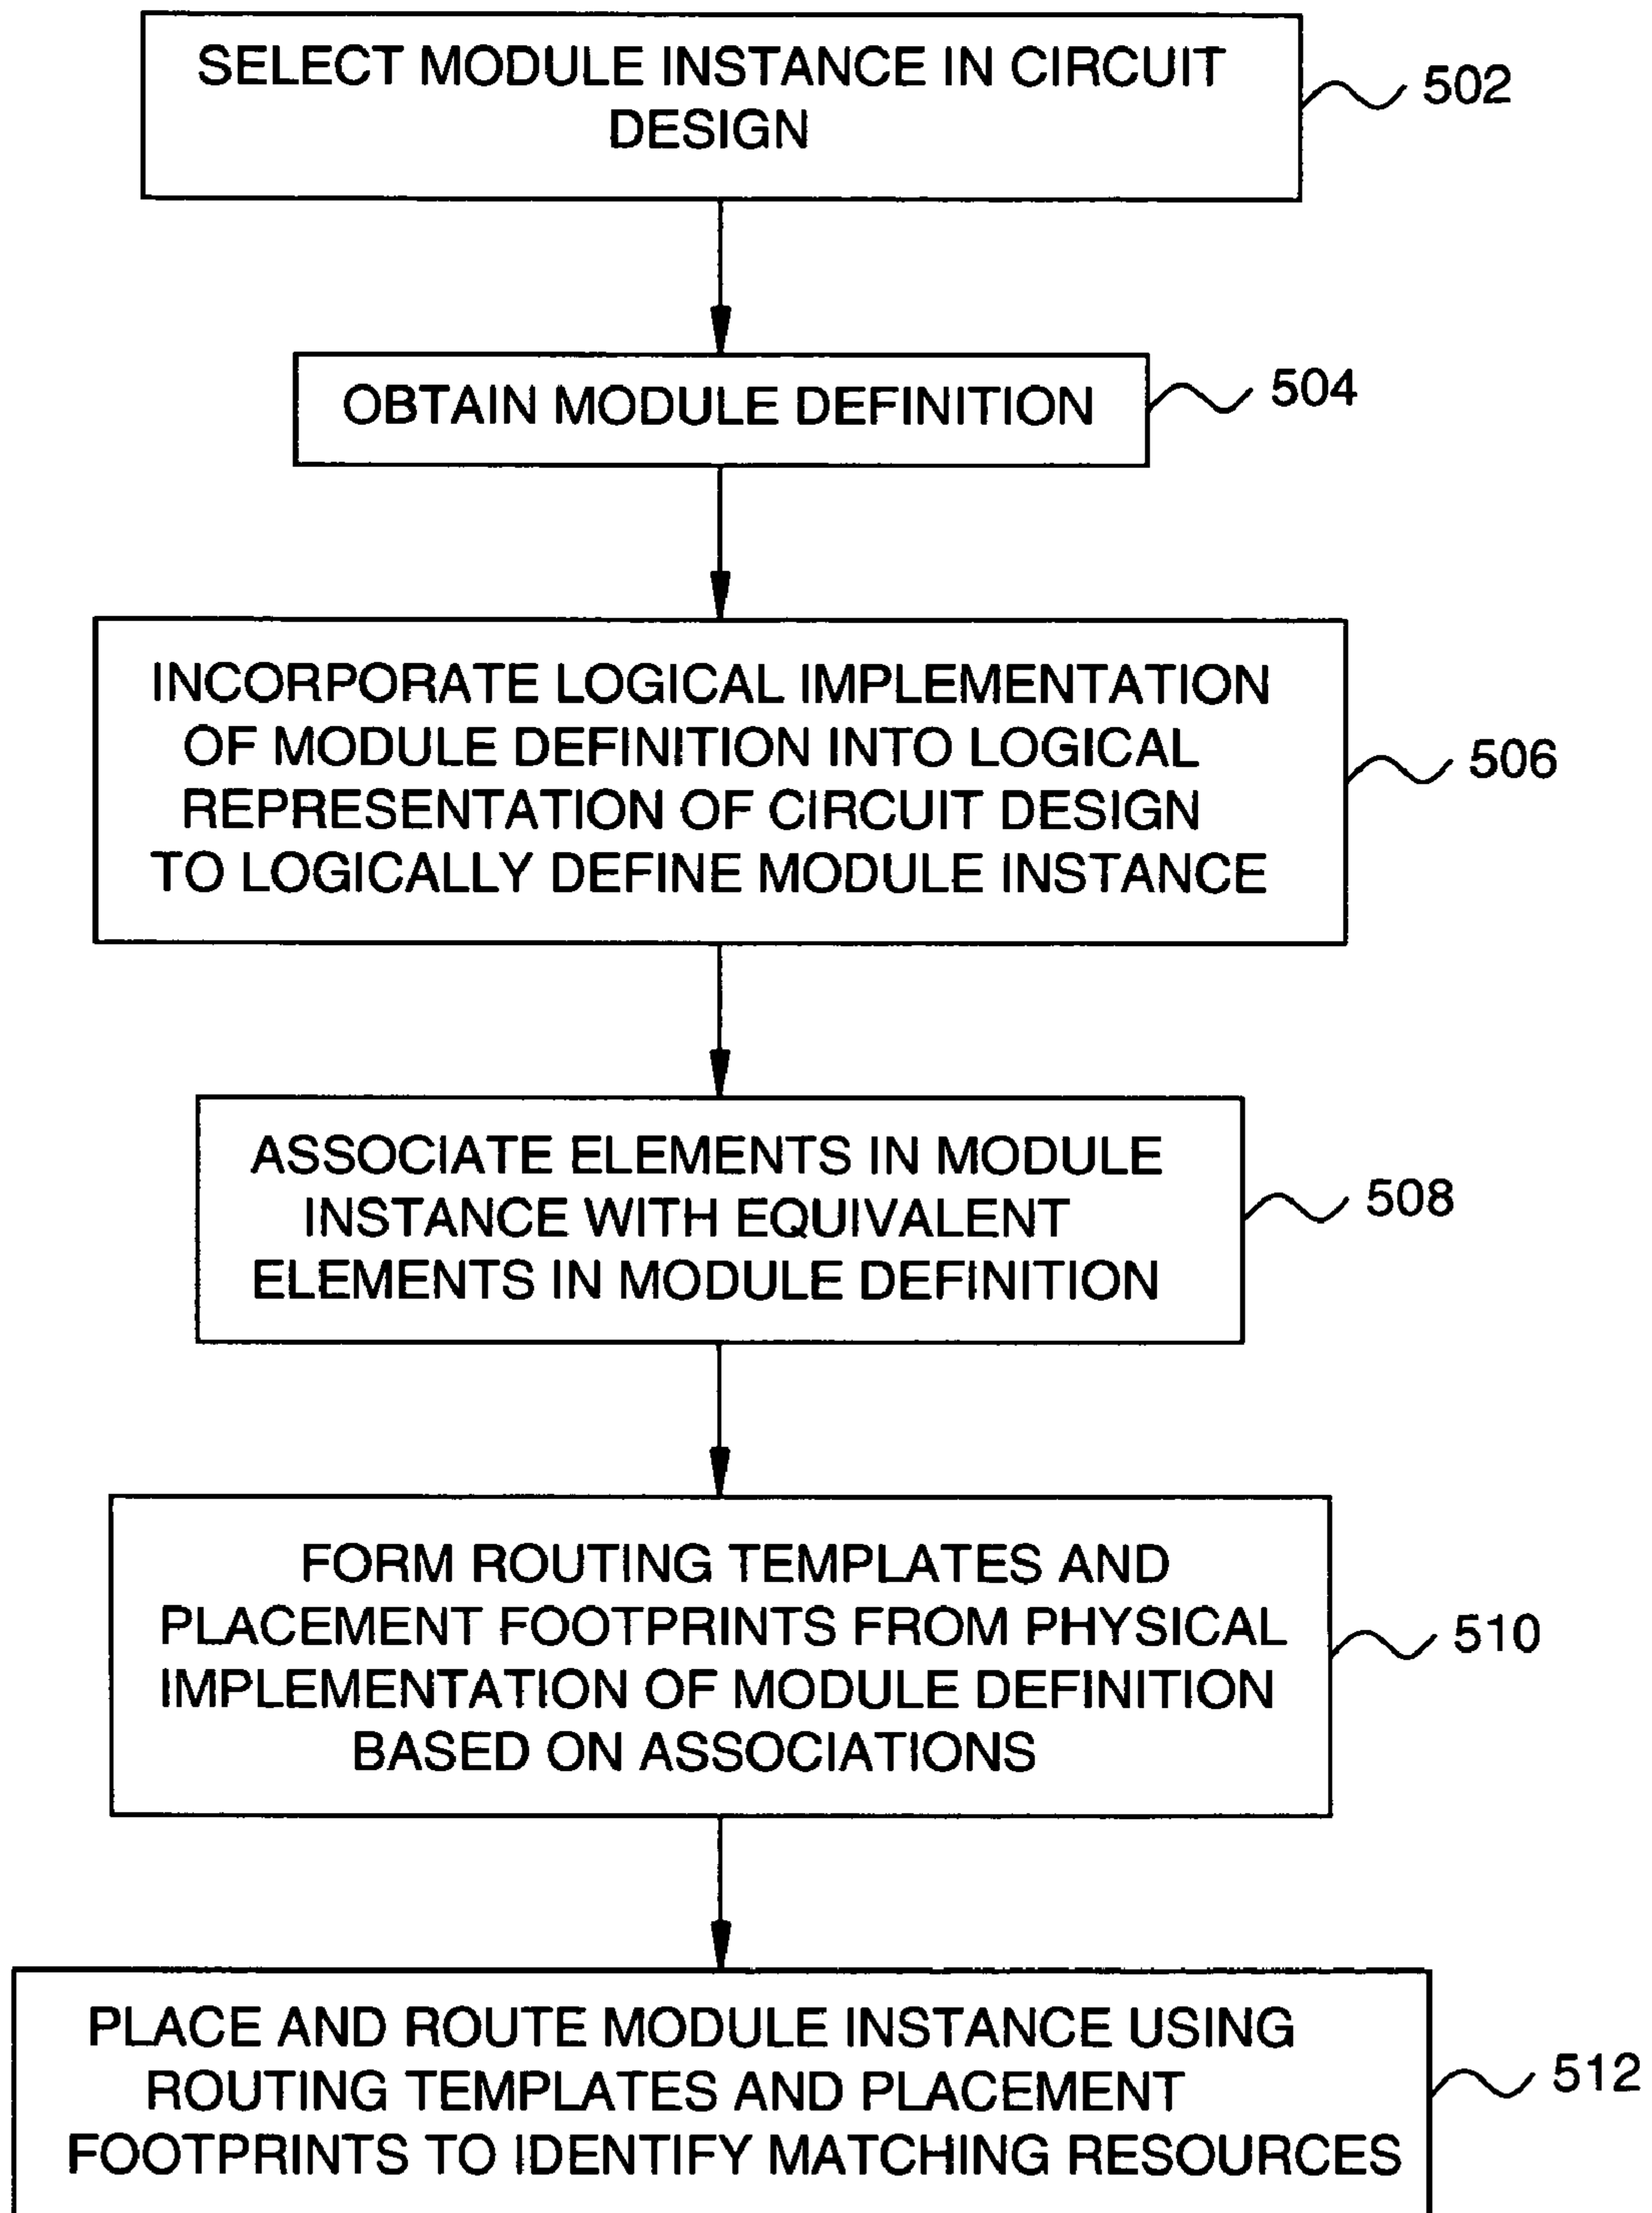 SELECT MODULE INSTANCE IN CIRCUIT
DESIGN
502
OBTAIN MODULE DEFINITION
504
INCORPORATE LOGICAL IMPLEMENTATION
OF MODULE DEFINITION INTO LOGICAL
REPRESENTATION OF CIRCUIT DESIGN
TO LOGICALLY DEFINE MODULE INSTANCE
506
ASSOCIATE ELEMENTS IN MODULE
INSTANCE WITH EQUIVALENT
ELEMENTS IN MODULE DEFINITION
508
FORM ROUTING TEMPLATES AND
PLACEMENT FOOTPRINTS FROM PHYSICAL
IMPLEMENTATION OF MODULE DEFINITION
BASED ON ASSOCIATIONS
510
PLACE AND ROUTE MODULE INSTANCE USING
ROUTING TEMPLATES AND PLACEMENT
FOOTPRINTS TO IDENTIFY MATCHING RESOURCES
512